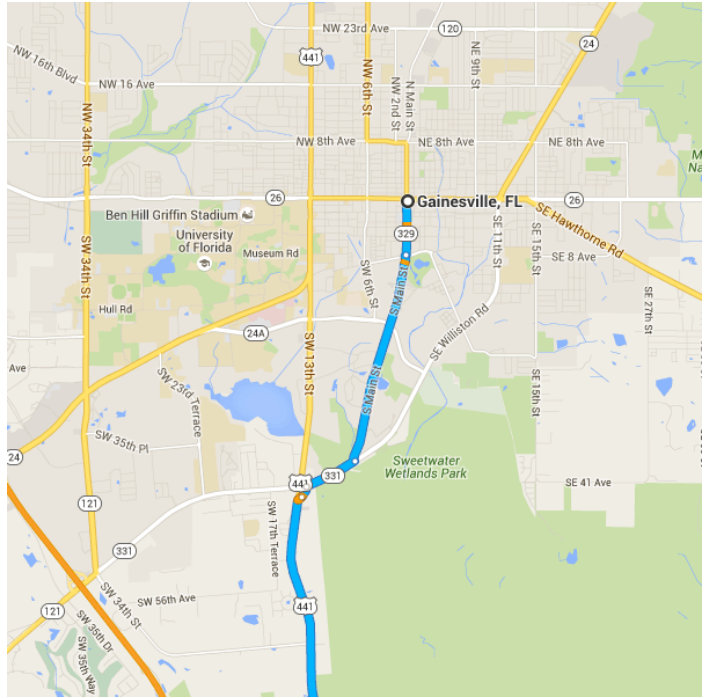 NW 23rd Ave
120
24
441
NW 16th Blvd
NW 16 Ave
NW 34th St
NW 6th St
NW 2nd St
N Main St
NE 9th St
NW 8th Ave
NE 8th Ave
NE 8th Ave
26
Gainesville, FL
26
Ben Hill Griffin Stadium
University
of Florida
Museum Rd
329
SE Hawthorne Rd
SE 11th St
SE 15th St
SE 8 Ave
SW 34th St
SW 6th St
S Main St
Hull Rd
24A
SW 13th St
SE Williston Rd
SE 27th St
Ave
SW 23rd Terrace
S Main St
SE 15th St
SW 35th Pl
24
Sweetwater
Wetlands Park
441
331
SE 41 Ave
121
SW 17th Terrace
331
SW 34th St
SW 56th Ave
121
441
SW 35th Dr
SW 35th Way